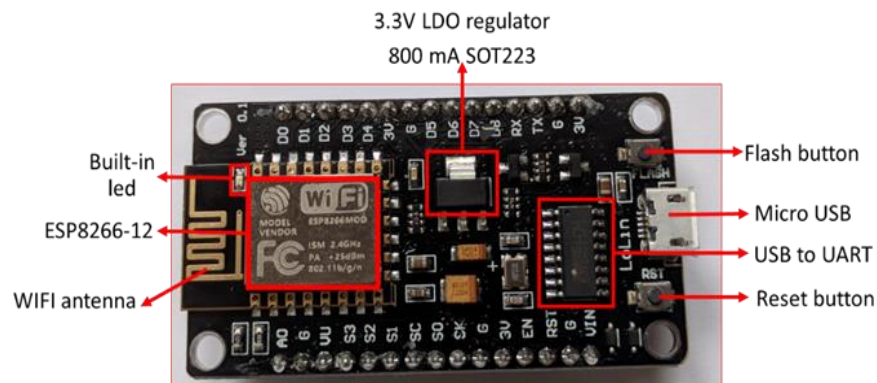 3.3V LDO regulator
800 mA SOT223
Built-in
led
ESP8266-12
WIFI antenna
Flash button
Micro USB
USB to UART
Reset button
Ver 0.1
D0 D1 D2 D3 D4 3V G D5 D6 D7 D8 RX TX G 3V
MODEL
VENDOR
WiFi
ESP8266MOD
FC
ISM 2.4GHz
PA +25dBm
802.11b/g/n
LoLin
RST
A0 G VU S3 S2 S1 SC SO SK G 3V EN RST G VIN